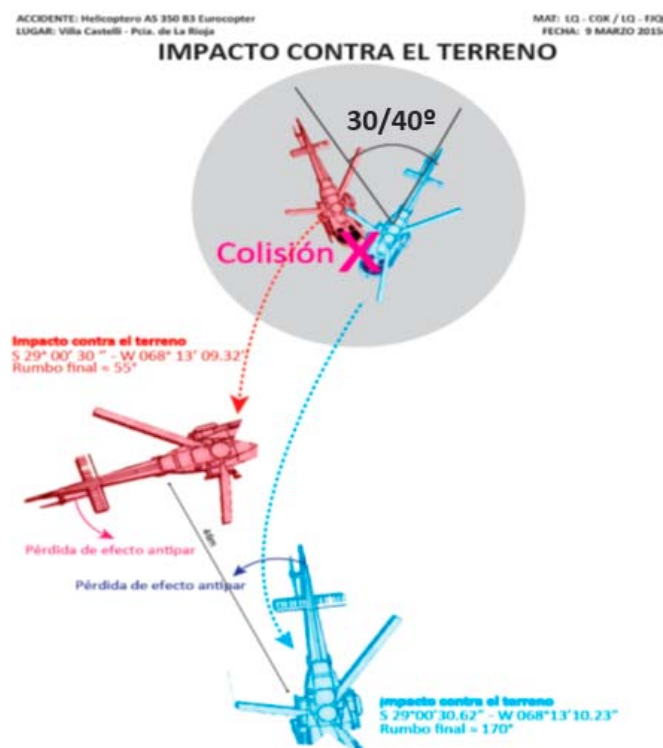 ACCIDENTE: Helicoptero AS 350 B3 Eurocopter
MAT: LQ - CGK / LQ - FJQ
LUGAR: Villa Castelli - Pcia. de La Rioja
FECHA: 9 MARZO 2015
IMPACTO CONTRA EL TERRENO
30/40º
Colisión X
Impacto contra el terreno
S 29° 00' 30 " - W 068° 13' 09.32"
Rumbo final = 55°
Pérdida de efecto antipar
Pérdida de efecto antipar
Impacto contra el terreno
S 29°00'30.62" - W 068°13'10.23"
Rumbo final = 170°